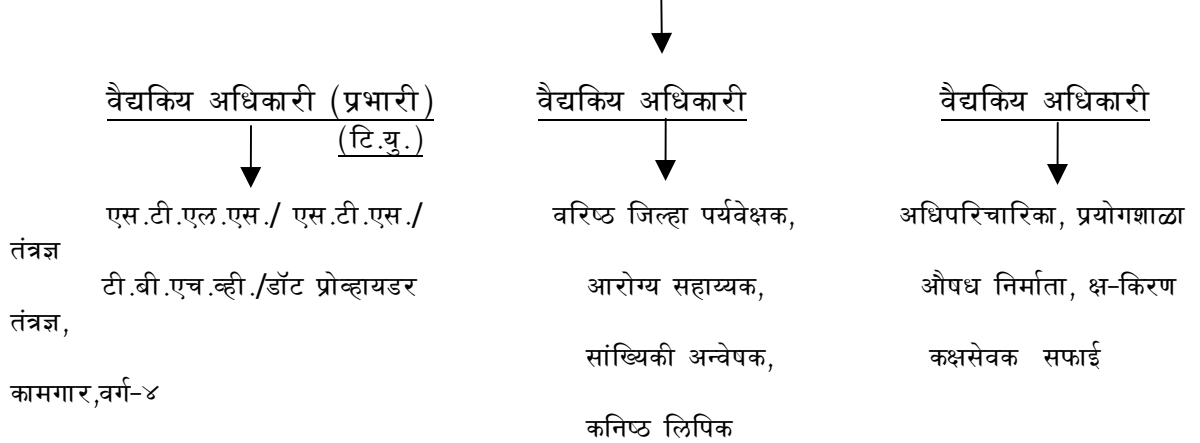 वैद्यकिय अधिकारी (प्रभारी) वैद्यकिय अधिकारी वैद्यकिय अधिकारी
(टि.यु.)
एस.टी.एल.एस./ एस.टी.एस./ वरिष्ठ जिल्हा पर्यवेक्षक, अधिपरिचारिका, प्रयोगशाळा
तंत्रज्ञ
टी.बी.एच.व्ही./डॉट प्रोव्हायडर आरोग्य सहाय्यक, औषध निर्माता, क्ष-किरण
तंत्रज्ञ,
सांख्यिकी अन्वेषक, कक्षसेवक सफाई
कामगार,वर्ग-४
कनिष्ठ लिपिक